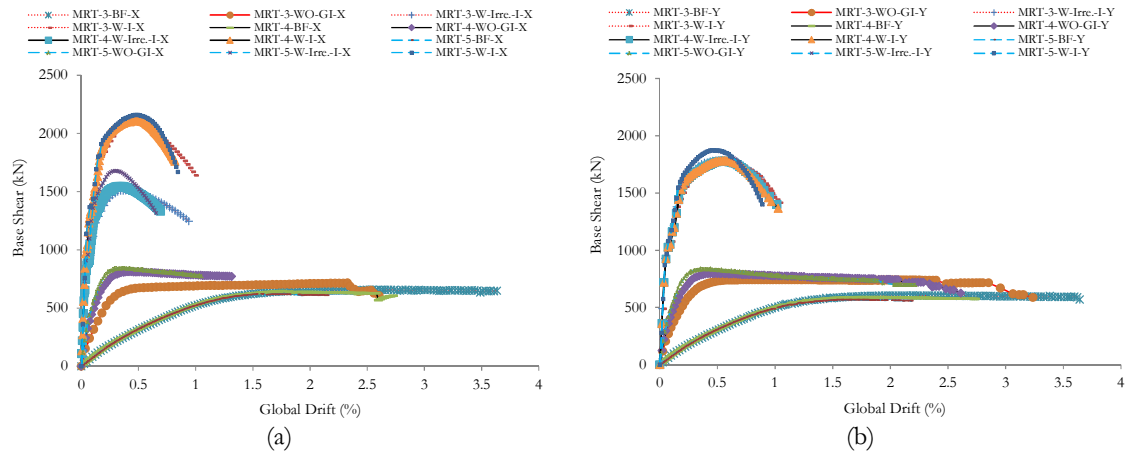 MRT-3-BF-X MRT-3-WO-GI-X MRT-3-W-Irre.-I-X
MRT-3-W-I-X MRT-4-BF-X MRT-4-WO-GI-X
MRT-4-W-Irre.-I-X MRT-4-W-I-X MRT-5-BF-X
MRT-5-WO-GI-X MRT-5-W-Irre.-I-X MRT-5-W-I-X
2500
2000
1500
1000
500
0
Base Shear (kN)
0 0.5 1 1.5 2 2.5 3 3.5 4
Global Drift (%)
(a)
MRT-3-BF-Y MRT-3-WO-GI-Y MRT-3-W-Irre.-I-Y
MRT-3-W-I-Y MRT-4-BF-Y MRT-4-WO-GI-Y
MRT-4-W-Irre.-I-Y MRT-4-W-I-Y MRT-5-BF-Y
MRT-5-WO-GI-Y MRT-5-W-Irre.-I-Y MRT-5-W-I-Y
2500
2000
1500
1000
500
0
Base Shear (kN)
0 0.5 1 1.5 2 2.5 3 3.5 4
Global Drift (%)
(b)